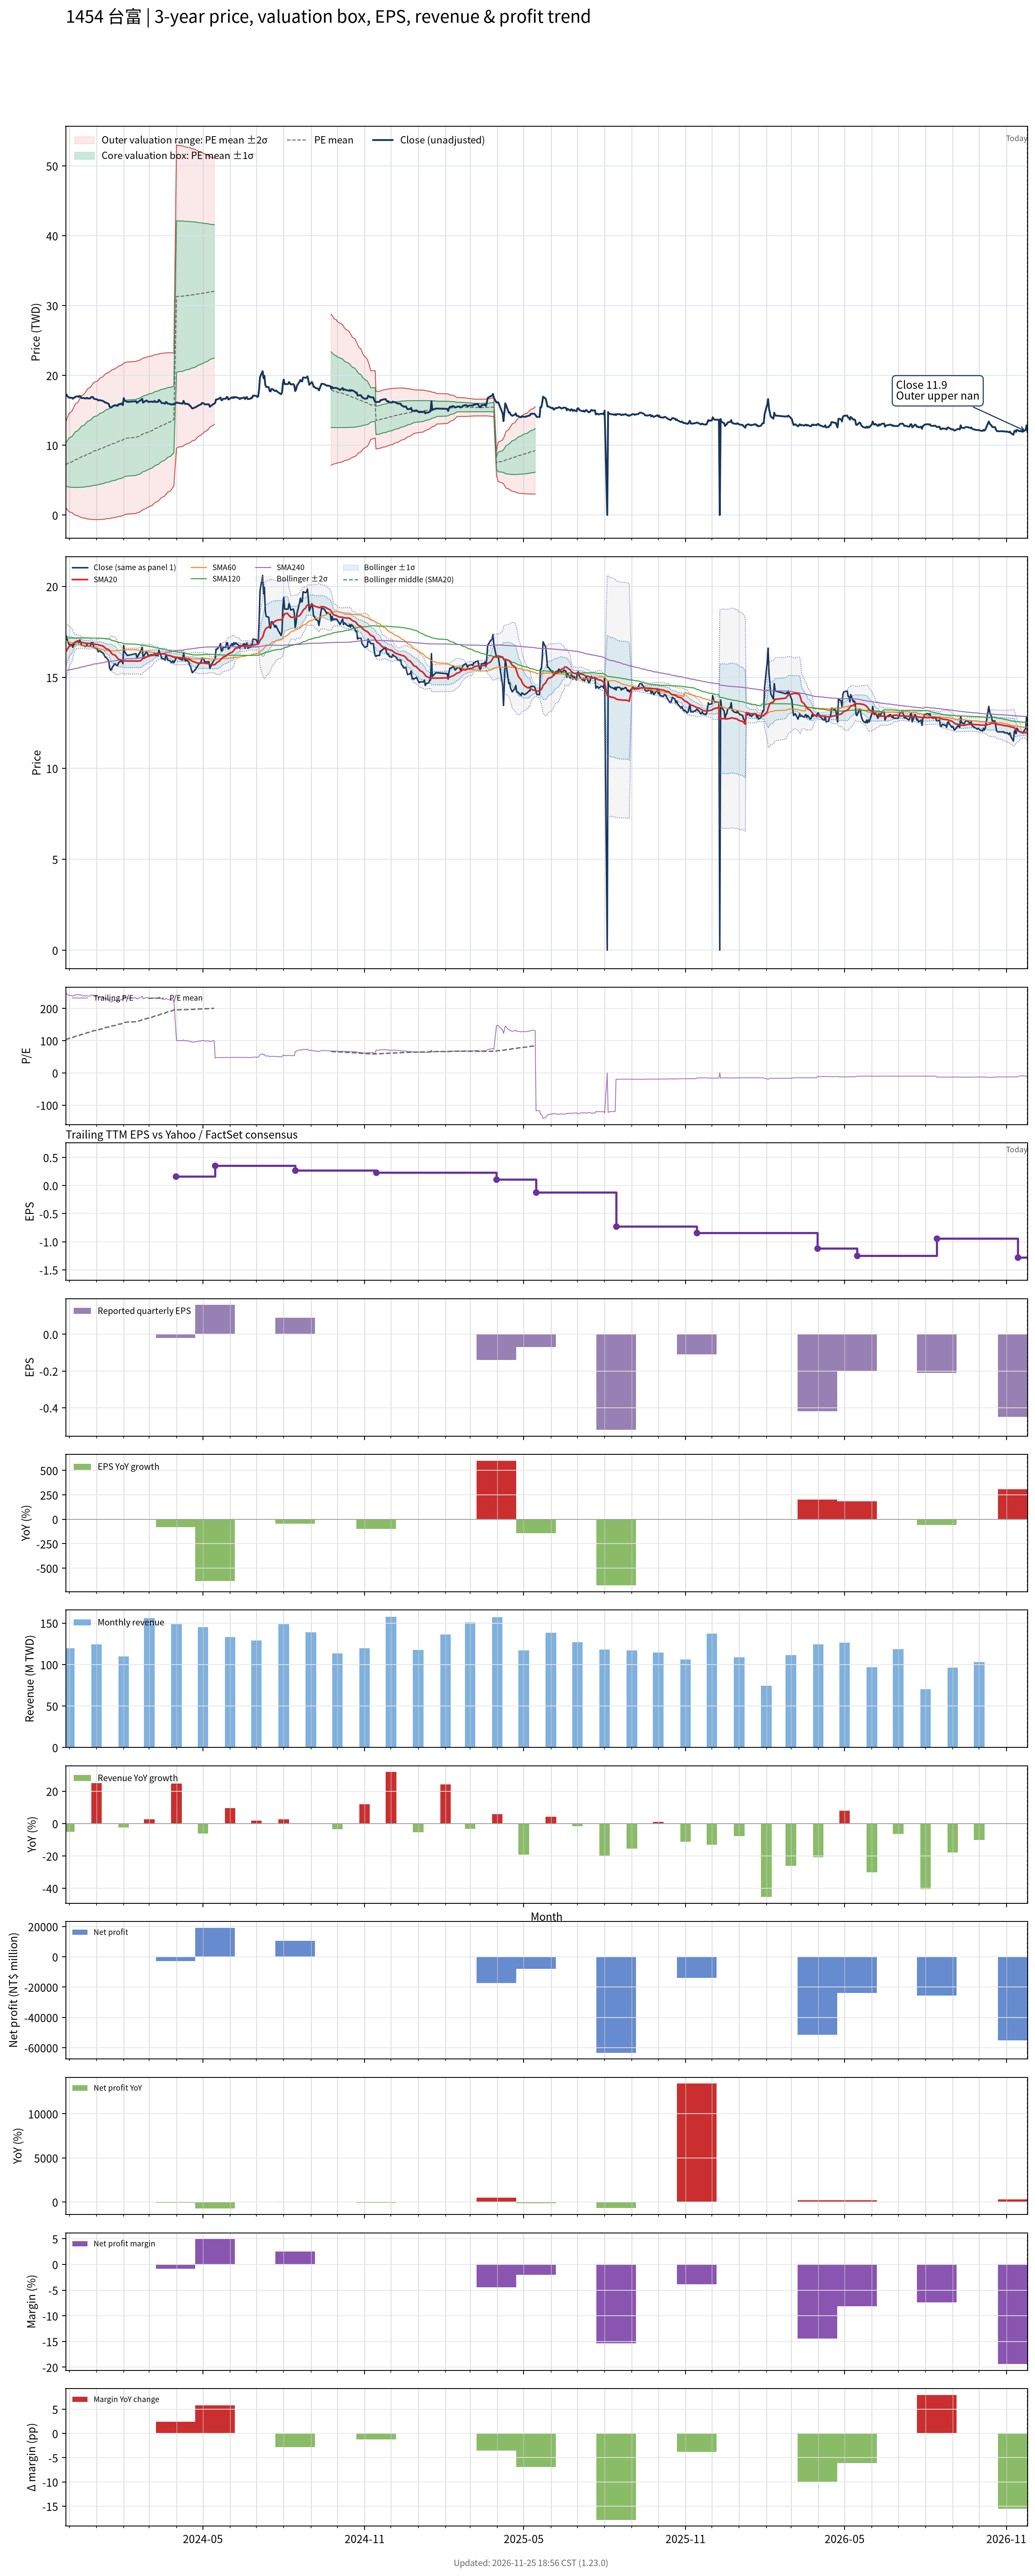 1454 台富 | 3-year price, valuation box, EPS, revenue & profit trend
Outer valuation range: PE mean ±2σ
Core valuation box: PE mean ±1σ
PE mean
Close (unadjusted)
Today
Price (TWD)
50
40
30
20
10
0
Close 11.9
Outer upper nan
Close (same as panel 1)
SMA20
SMA60
SMA120
SMA240
Bollinger ±2σ
Bollinger ±1σ
Bollinger middle (SMA20)
Price
20
15
10
5
0
Trailing P/E
P/E mean
P/E
200
100
0
-100
Trailing TTM EPS vs Yahoo / FactSet consensus
Today
EPS
0.5
0.0
-0.5
-1.0
-1.5
Reported quarterly EPS
EPS
0.0
-0.2
-0.4
EPS YoY growth
YoY (%)
500
250
0
-250
-500
Monthly revenue
Revenue (M TWD)
150
100
50
0
Revenue YoY growth
YoY (%)
20
0
-20
-40
Month
Net profit
Net profit (NT$ million)
20000
0
-20000
-40000
-60000
Net profit YoY
YoY (%)
10000
5000
0
Net profit margin
Margin (%)
5
0
-5
-10
-15
-20
Margin YoY change
Δ margin (pp)
5
0
-5
-10
-15
2024-05
2024-11
2025-05
2025-11
2026-05
2026-11
Updated: 2026-11-25 18:56 CST (1.23.0)